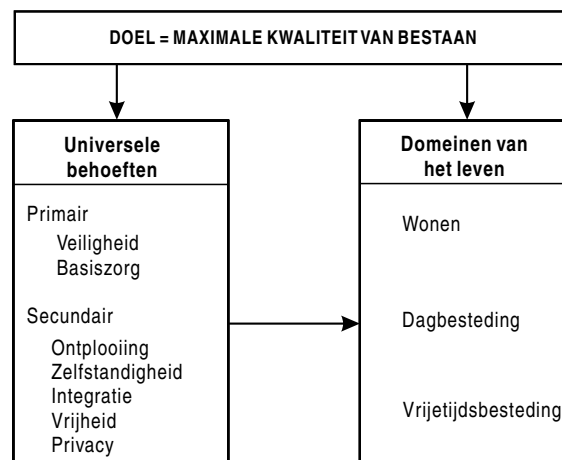 DOEL = MAXIMALE KWALITEIT VAN BESTAAN
Universele
behoeften
Primair
Veiligheid
Basiszorg
Secundair
Ontplooiing
Zelfstandigheid
Integratie
Vrijheid
Privacy
Domeinen van
het leven
Wonen
Dagbesteding
Vrijetijdsbesteding